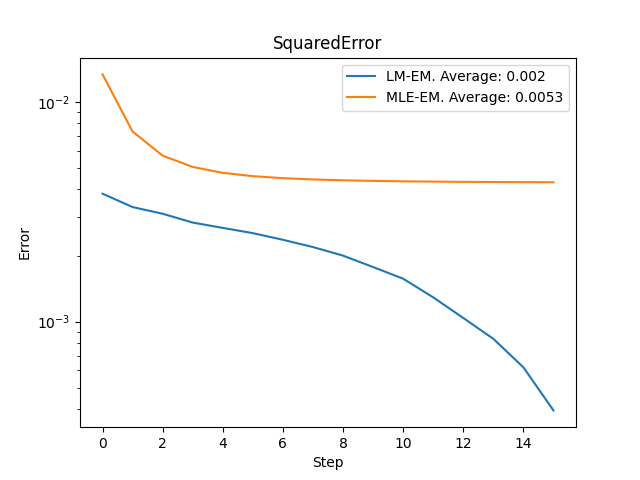 SquaredError
LM-EM. Average: 0.002
MLE-EM. Average: 0.0053
Error
10⁻²
10⁻³
0 2 4 6 8 10 12 14
Step